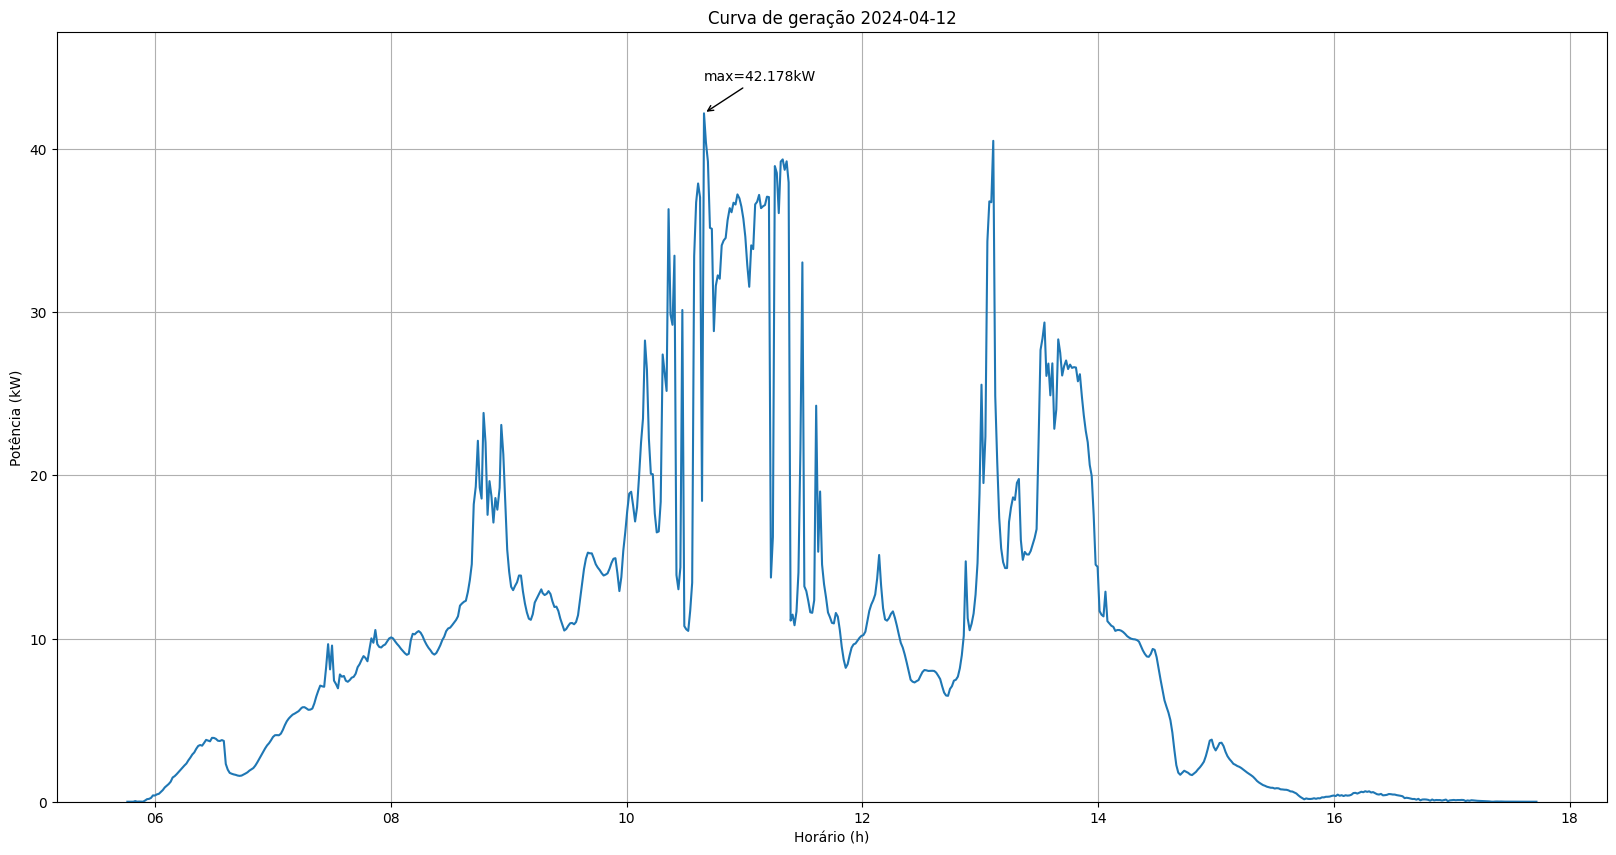 Curva de geração 2024-04-12
max=42.178kW
Potência (kW)
40
30
20
10
0
06 08 10 12 14 16 18
Horário (h)